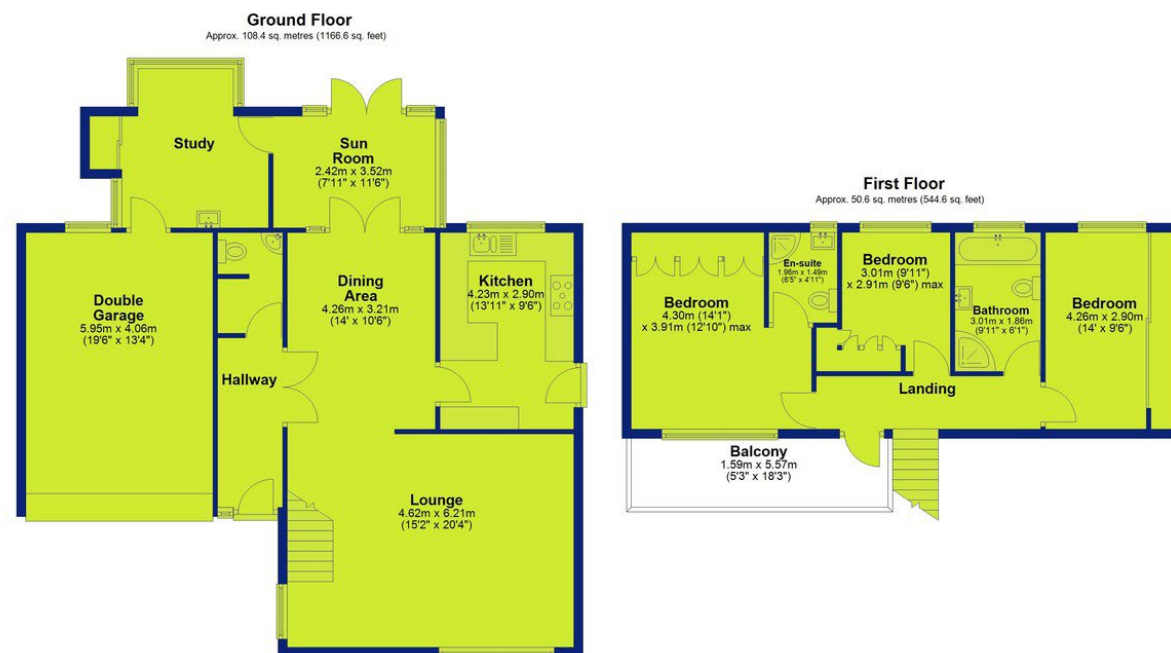 Ground Floor
Approx. 108.4 sq. metres (1166.6 sq. feet)
Study
Sun
Room
2.42m x 3.52m
(7'11" x 11'6")
Double
Garage
5.95m x 4.06m
(19'6" x 13'4")
Hallway
Dining
Area
4.26m x 3.21m
(14' x 10'6")
Kitchen
4.23m x 2.90m
(13'11" x 9'6")
Lounge
4.62m x 6.21m
(15'2" x 20'4")
First Floor
Approx. 50.6 sq. metres (544.6 sq. feet)
Bedroom
4.30m (14'1")
x 3.91m (12'10") max
En-suite
1.96m x 1.49m
(6'5" x 4'11")
Bedroom
3.01m (9'11")
x 2.91m (9'6") max
Bathroom
3.01m x 1.86m
(9'11" x 6'1")
Bedroom
4.26m x 2.90m
(14' x 9'6")
Landing
Balcony
1.59m x 5.57m
(5'3" x 18'3")